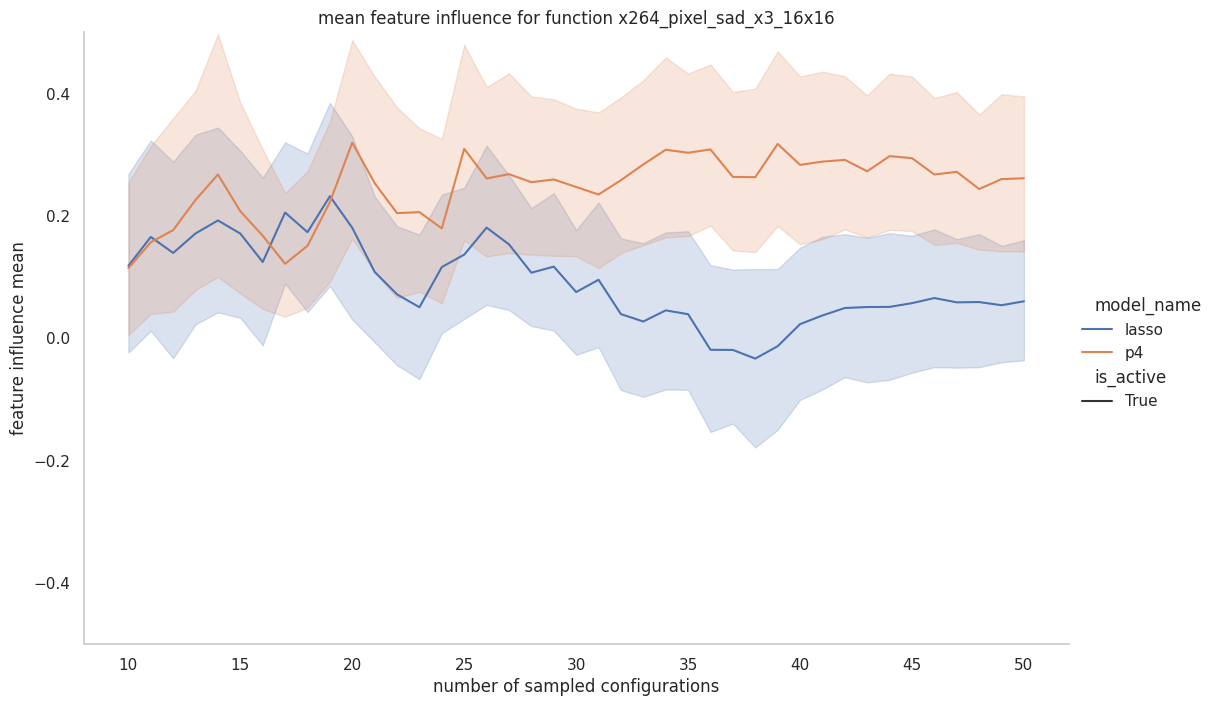 mean feature influence for function x264_pixel_sad_x3_16x16
feature influence mean
0.4
0.2
0.0
−0.2
−0.4
10 15 20 25 30 35 40 45 50
number of sampled configurations
model_name
lasso
p4
is_active
True